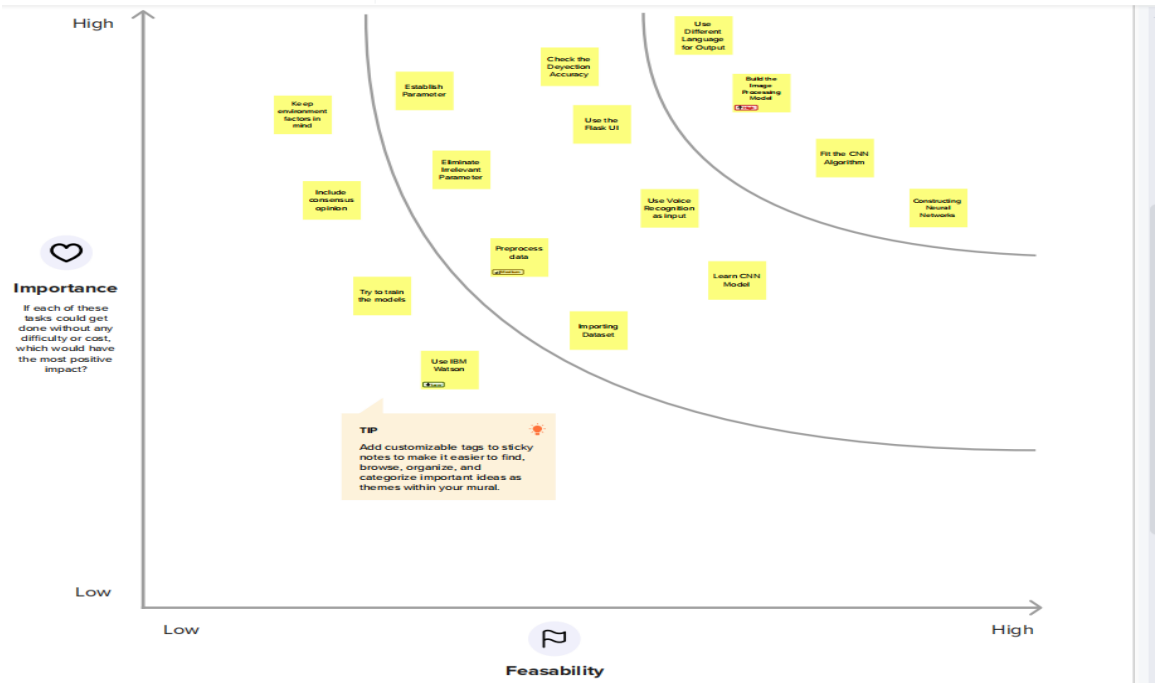 High
Use
Different
Language
for Output
Check the
Deyection
Accuracy
Build the
Image
Processing
Model
High
Establish
Parameter
Keep
environment
factors in
mind
Use the
Flask UI
Fit the CNN
Algorithm
Eliminate
Irrelevant
Parameter
Include
consensus
opinion
Use Voice
Recognition
as input
Constructing
Neural
Networks
Preprocess
data
Learn CNN
Model
Try to train
the models
Importing
Dataset
Use IBM
Watson
Importance
If each of these
tasks could get
done without any
difficulty or cost,
which would have
the most positive
impact?
TIP
Add customizable tags to sticky
notes to make it easier to find,
browse, organize, and
categorize important ideas as
themes within your mural.
Low
Low
High
Feasability